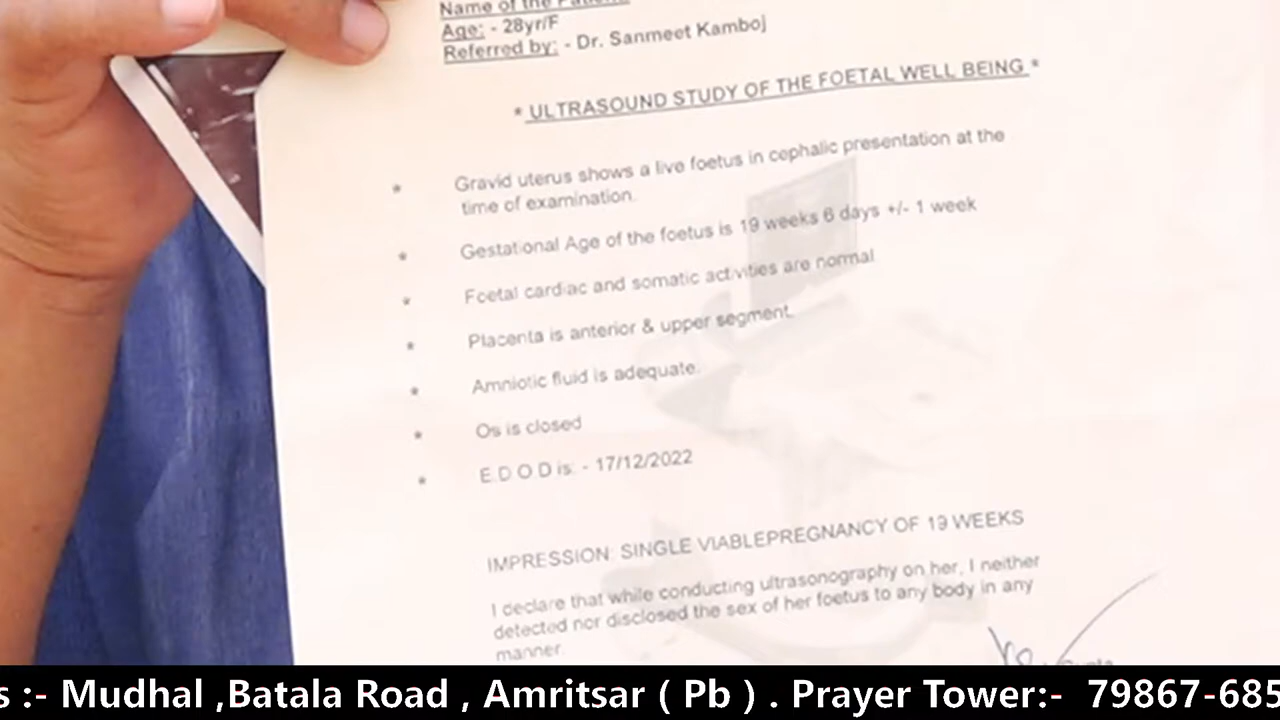 Name of the Patient
Age: - 28yr/F
Referred by: - Dr. Sanmeet Kamboj
* ULTRASOUND STUDY OF THE FOETAL WELL BEING *
* Gravid uterus shows a live foetus in cephalic presentation at the
time of examination.
* Gestational Age of the foetus is 19 weeks 6 days +/- 1 week
* Foetal cardiac and somatic activities are normal
* Placenta is anterior & upper segment.
* Amniotic fluid is adequate.
* Os is closed
* E.D O D is: - 17/12/2022
IMPRESSION: SINGLE VIABLEPREGNANCY OF 19 WEEKS
I declare that while conducting ultrasonography on her, I neither
detected nor disclosed the sex of her foetus to any body in any
manner.
s :- Mudhal ,Batala Road , Amritsar ( Pb ) . Prayer Tower:- 79867-685